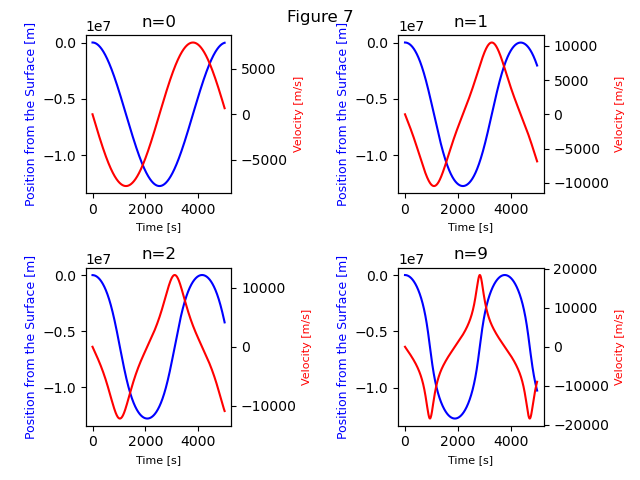 Figure 7
n=0
1e7
0.0
−0.5
−1.0
5000
0
−5000
0 2000 4000
Time [s]
Position from the Surface [m]
Velocity [m/s]
n=1
1e7
0.0
−0.5
−1.0
10000
5000
0
−5000
−10000
0 2000 4000
Time [s]
Position from the Surface [m]
Velocity [m/s]
n=2
1e7
0.0
−0.5
−1.0
10000
0
−10000
0 2000 4000
Time [s]
Position from the Surface [m]
Velocity [m/s]
n=9
1e7
0.0
−0.5
−1.0
20000
10000
0
−10000
−20000
0 2000 4000
Time [s]
Position from the Surface [m]
Velocity [m/s]